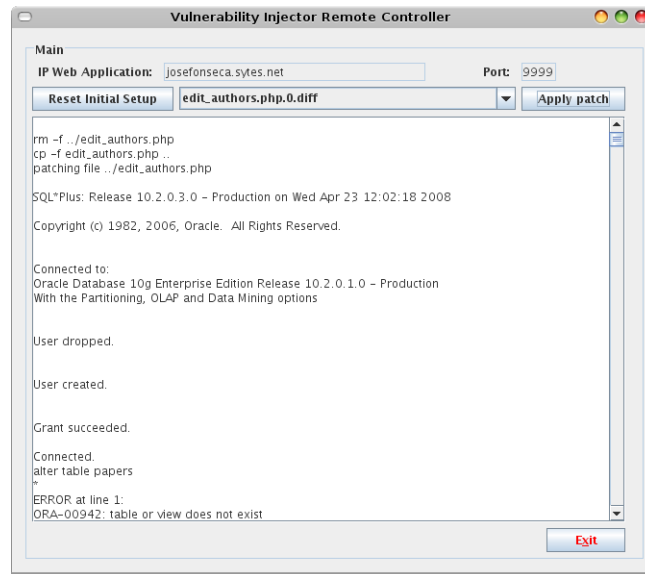 Vulnerability Injector Remote Controller
Main
IP Web Application: josefonseca.sytes.net Port: 9999
Reset Initial Setup edit_authors.php.0.diff Apply patch
rm -f ../edit_authors.php
cp -f edit_authors.php ..
patching file ../edit_authors.php
SQL*Plus: Release 10.2.0.3.0 - Production on Wed Apr 23 12:02:18 2008
Copyright (c) 1982, 2006, Oracle. All Rights Reserved.
Connected to:
Oracle Database 10g Enterprise Edition Release 10.2.0.1.0 - Production
With the Partitioning, OLAP and Data Mining options
User dropped.
User created.
Grant succeeded.
Connected.
alter table papers
*
ERROR at line 1:
ORA-00942: table or view does not exist
Exit